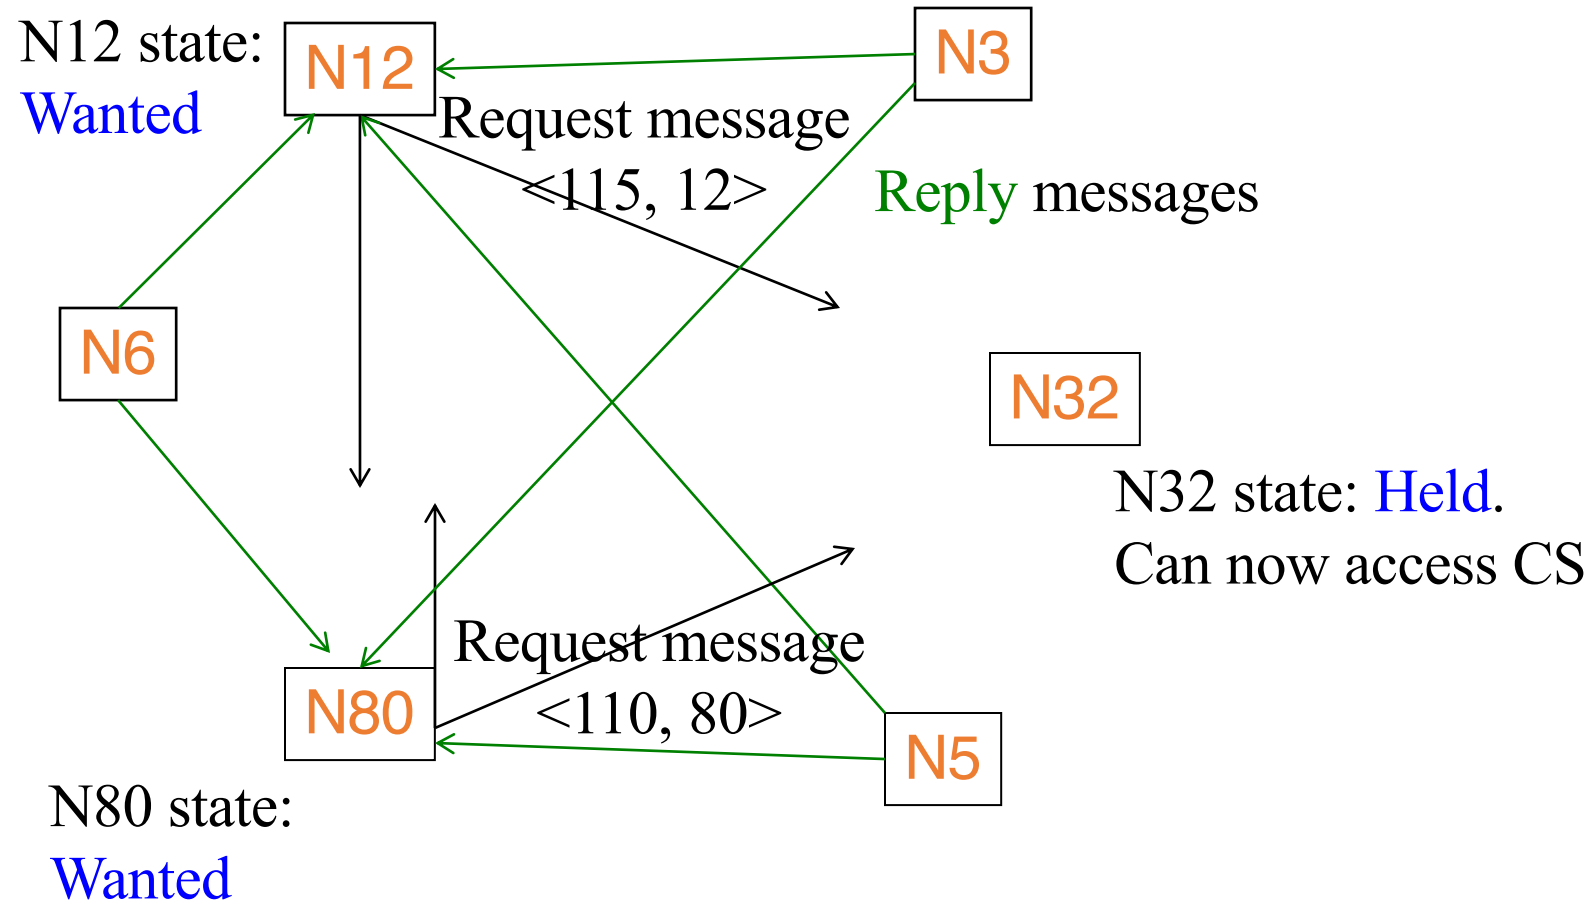 N12 state:
Wanted
N12
N3
Request message
<115, 12>
Reply messages
N6
N32
N32 state: Held.
Can now access CS
Request message
<110, 80>
N80
N5
N80 state:
Wanted